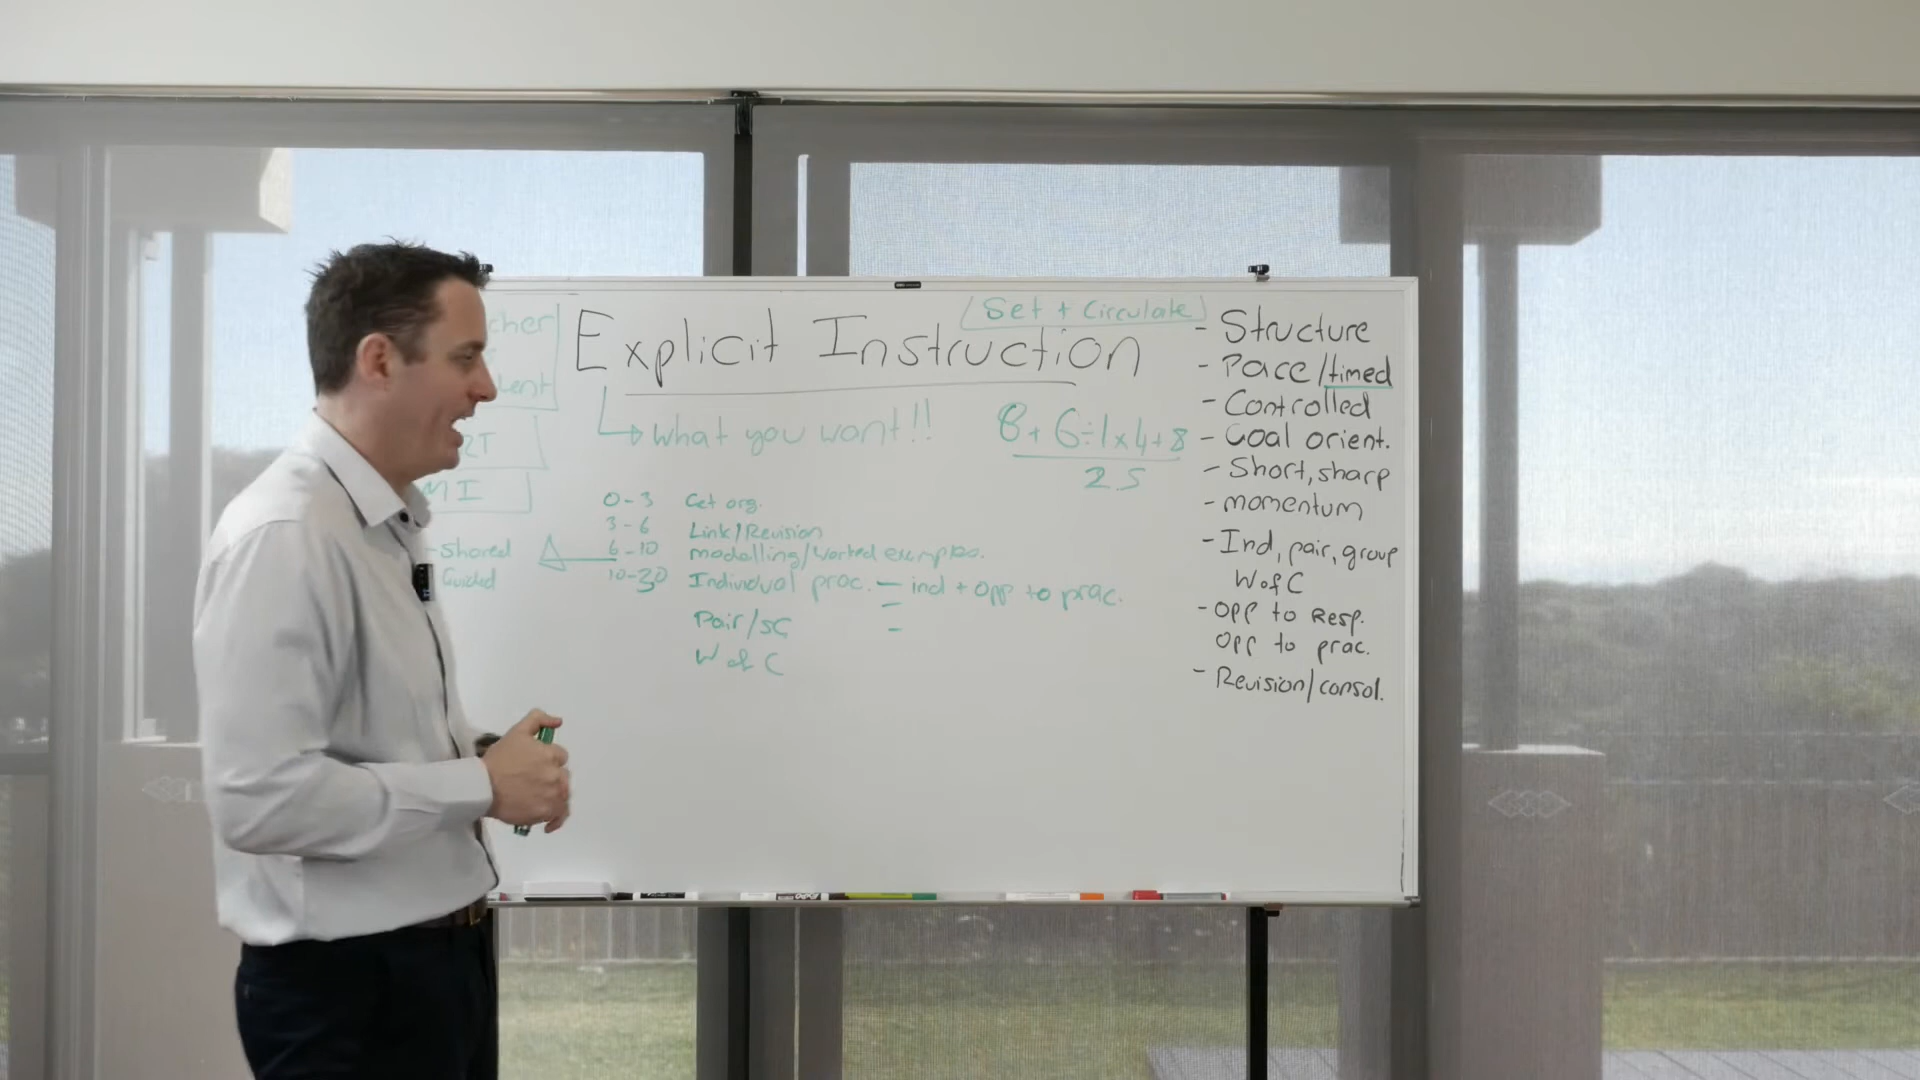 Set + Circulate
Explicit Instruction
What you want!!
8 + 6 ÷ 1 x 4 + 8
2.5
0 - 3 Get org.
3 - 6 Link/Revision
6 - 10 modelling/worked examples.
10-30 Individual prac. - ind + opp to prac.
Pair/SG
W of C
- Shared
Guided
MI
- Structure
- Pace/timed
- Controlled
- Goal orient.
- Short, sharp
- momentum
- Ind, pair, group
W of C
- Opp to Resp.
Opp to prac.
- Revision/consol.